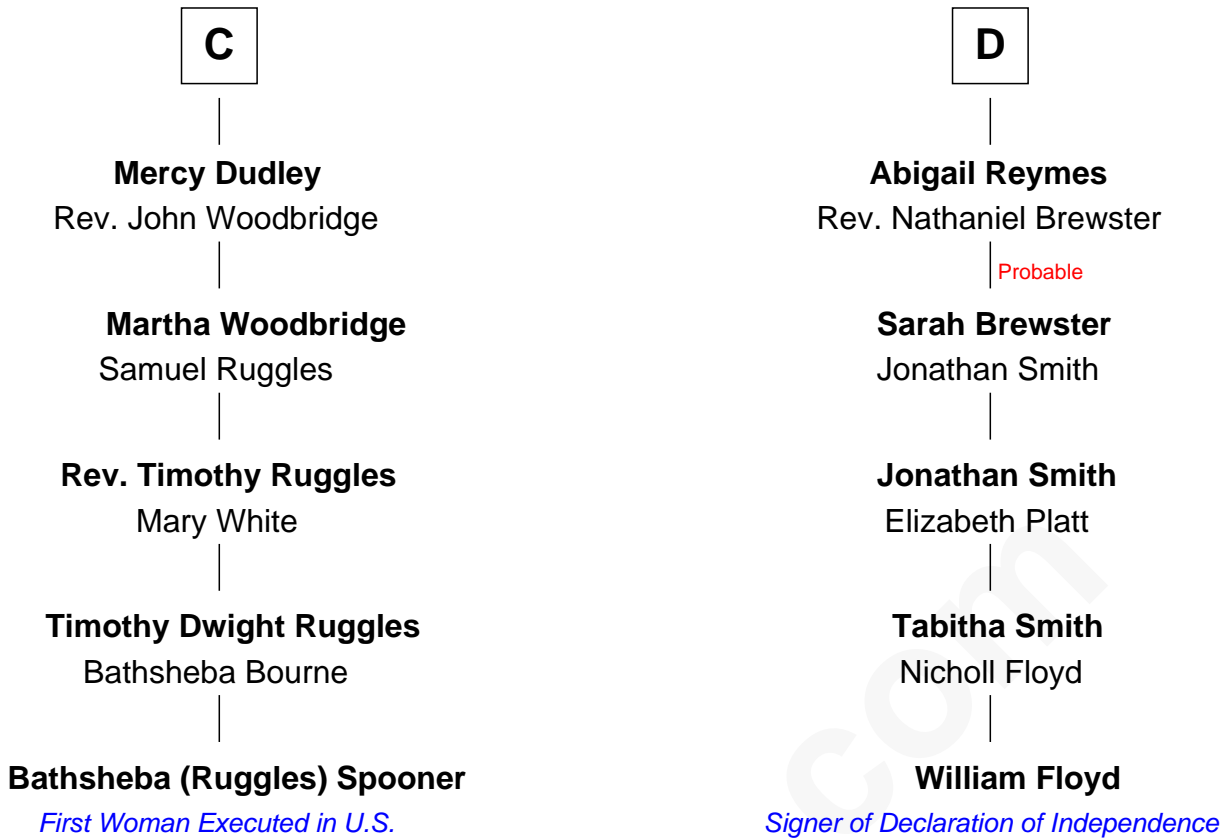 C
Mercy Dudley
Rev. John Woodbridge
Martha Woodbridge
Samuel Ruggles
Rev. Timothy Ruggles
Mary White
Timothy Dwight Ruggles
Bathsheba Bourne
Bathsheba (Ruggles) Spooner
First Woman Executed in U.S.
D
Abigail Reymes
Rev. Nathaniel Brewster
Probable
Sarah Brewster
Jonathan Smith
Jonathan Smith
Elizabeth Platt
Tabitha Smith
Nicholl Floyd
William Floyd
Signer of Declaration of Independence
com